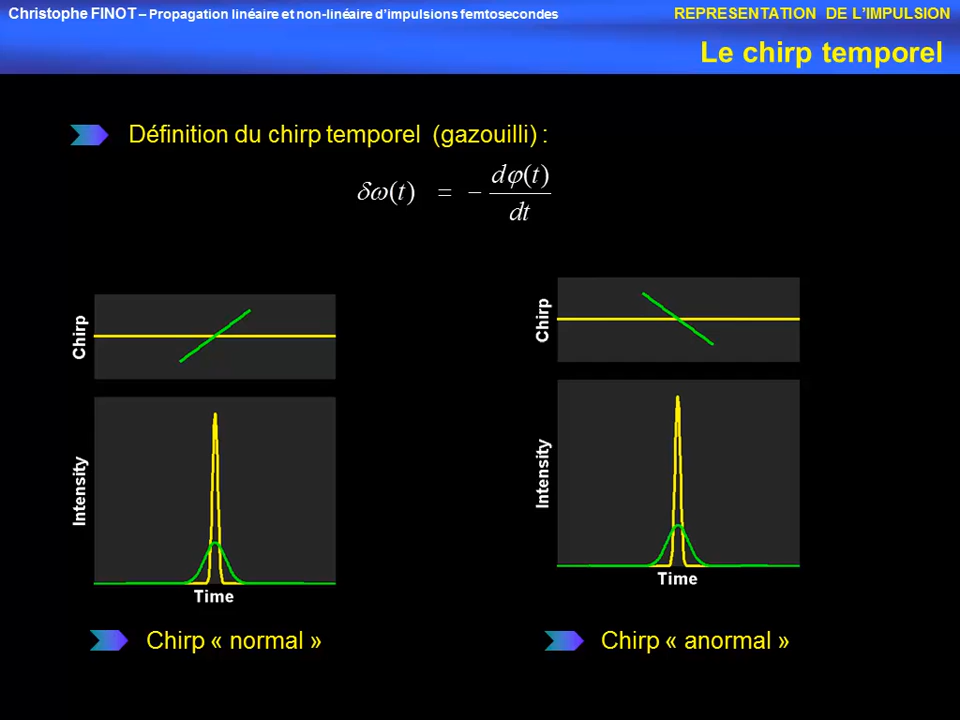 Christophe FINOT – Propagation linéaire et non-linéaire d'impulsions femtosecondes
REPRESENTATION DE L'IMPULSION
Le chirp temporel
Définition du chirp temporel (gazouilli) :
δω(t) = − dφ(t)/dt
Chirp
Intensity
Time
Chirp « normal »
Chirp
Intensity
Time
Chirp « anormal »